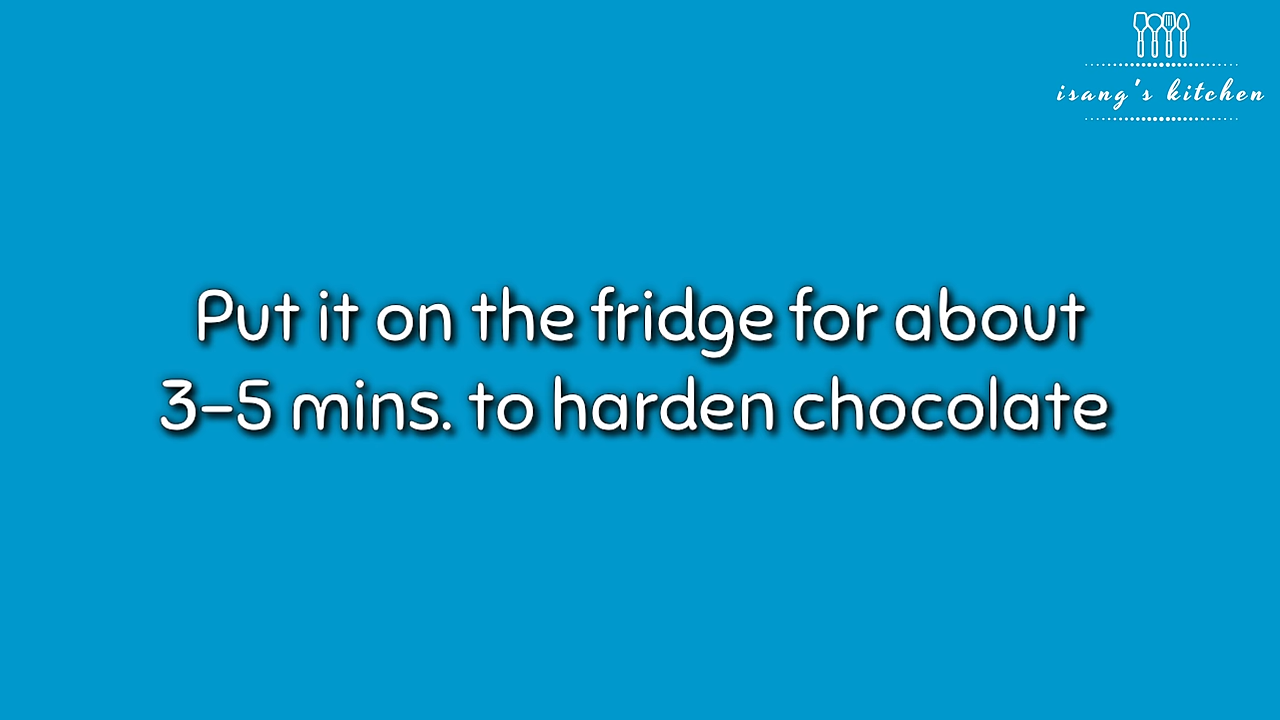 isang's kitchen
Put it on the fridge for about
3-5 mins. to harden chocolate